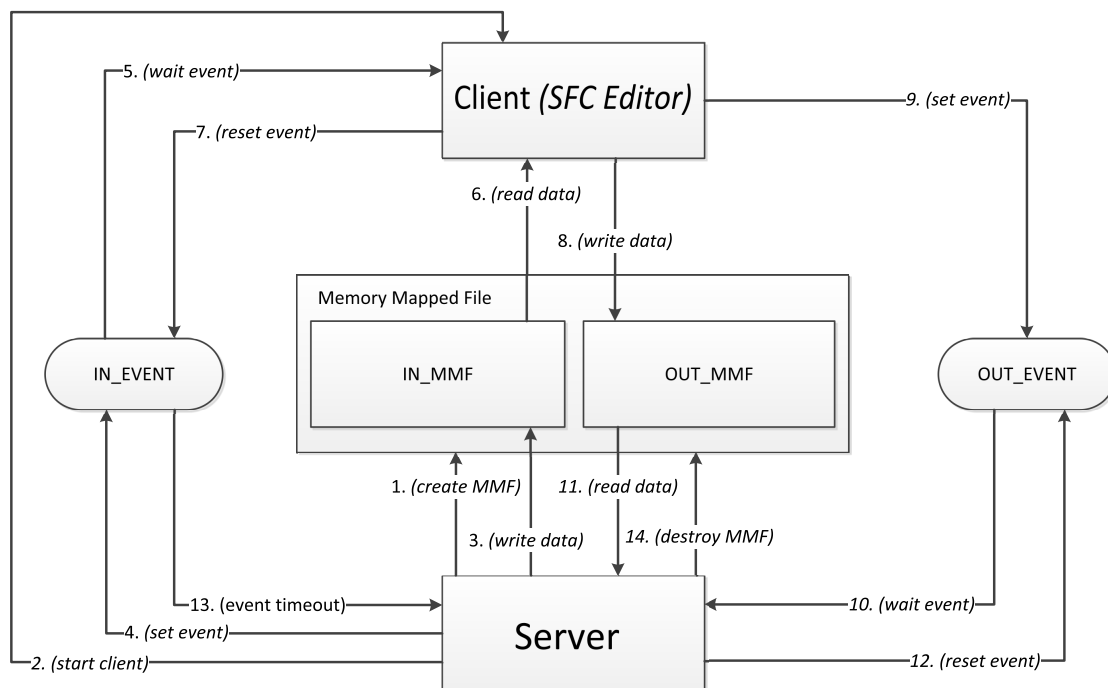 5. (wait event)
Client (SFC Editor)
9. (set event)
7. (reset event)
6. (read data)
8. (write data)
Memory Mapped File
IN_EVENT
IN_MMF
OUT_MMF
OUT_EVENT
1. (create MMF)
11. (read data)
3. (write data)
14. (destroy MMF)
13. (event timeout)
10. (wait event)
4. (set event)
Server
2. (start client)
12. (reset event)